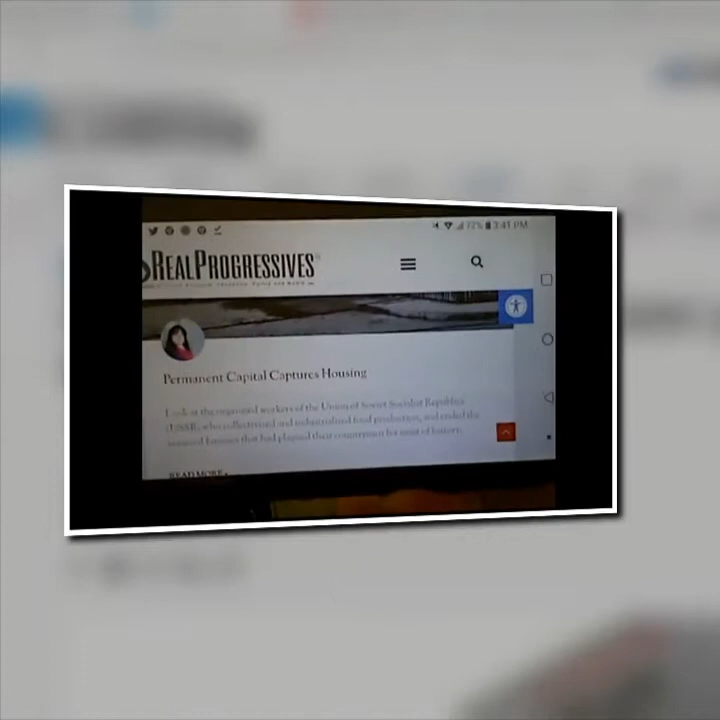 72% 3:41 PM
REALPROGRESSIVES
Permanent Capital Captures Housing
Look at the organized workers of the Union of Soviet Socialist Republics
(USSR) who collectivized and industrialized food production, and ended the
seasonal famines that had plagued their congregation for most of history.
READ MORE